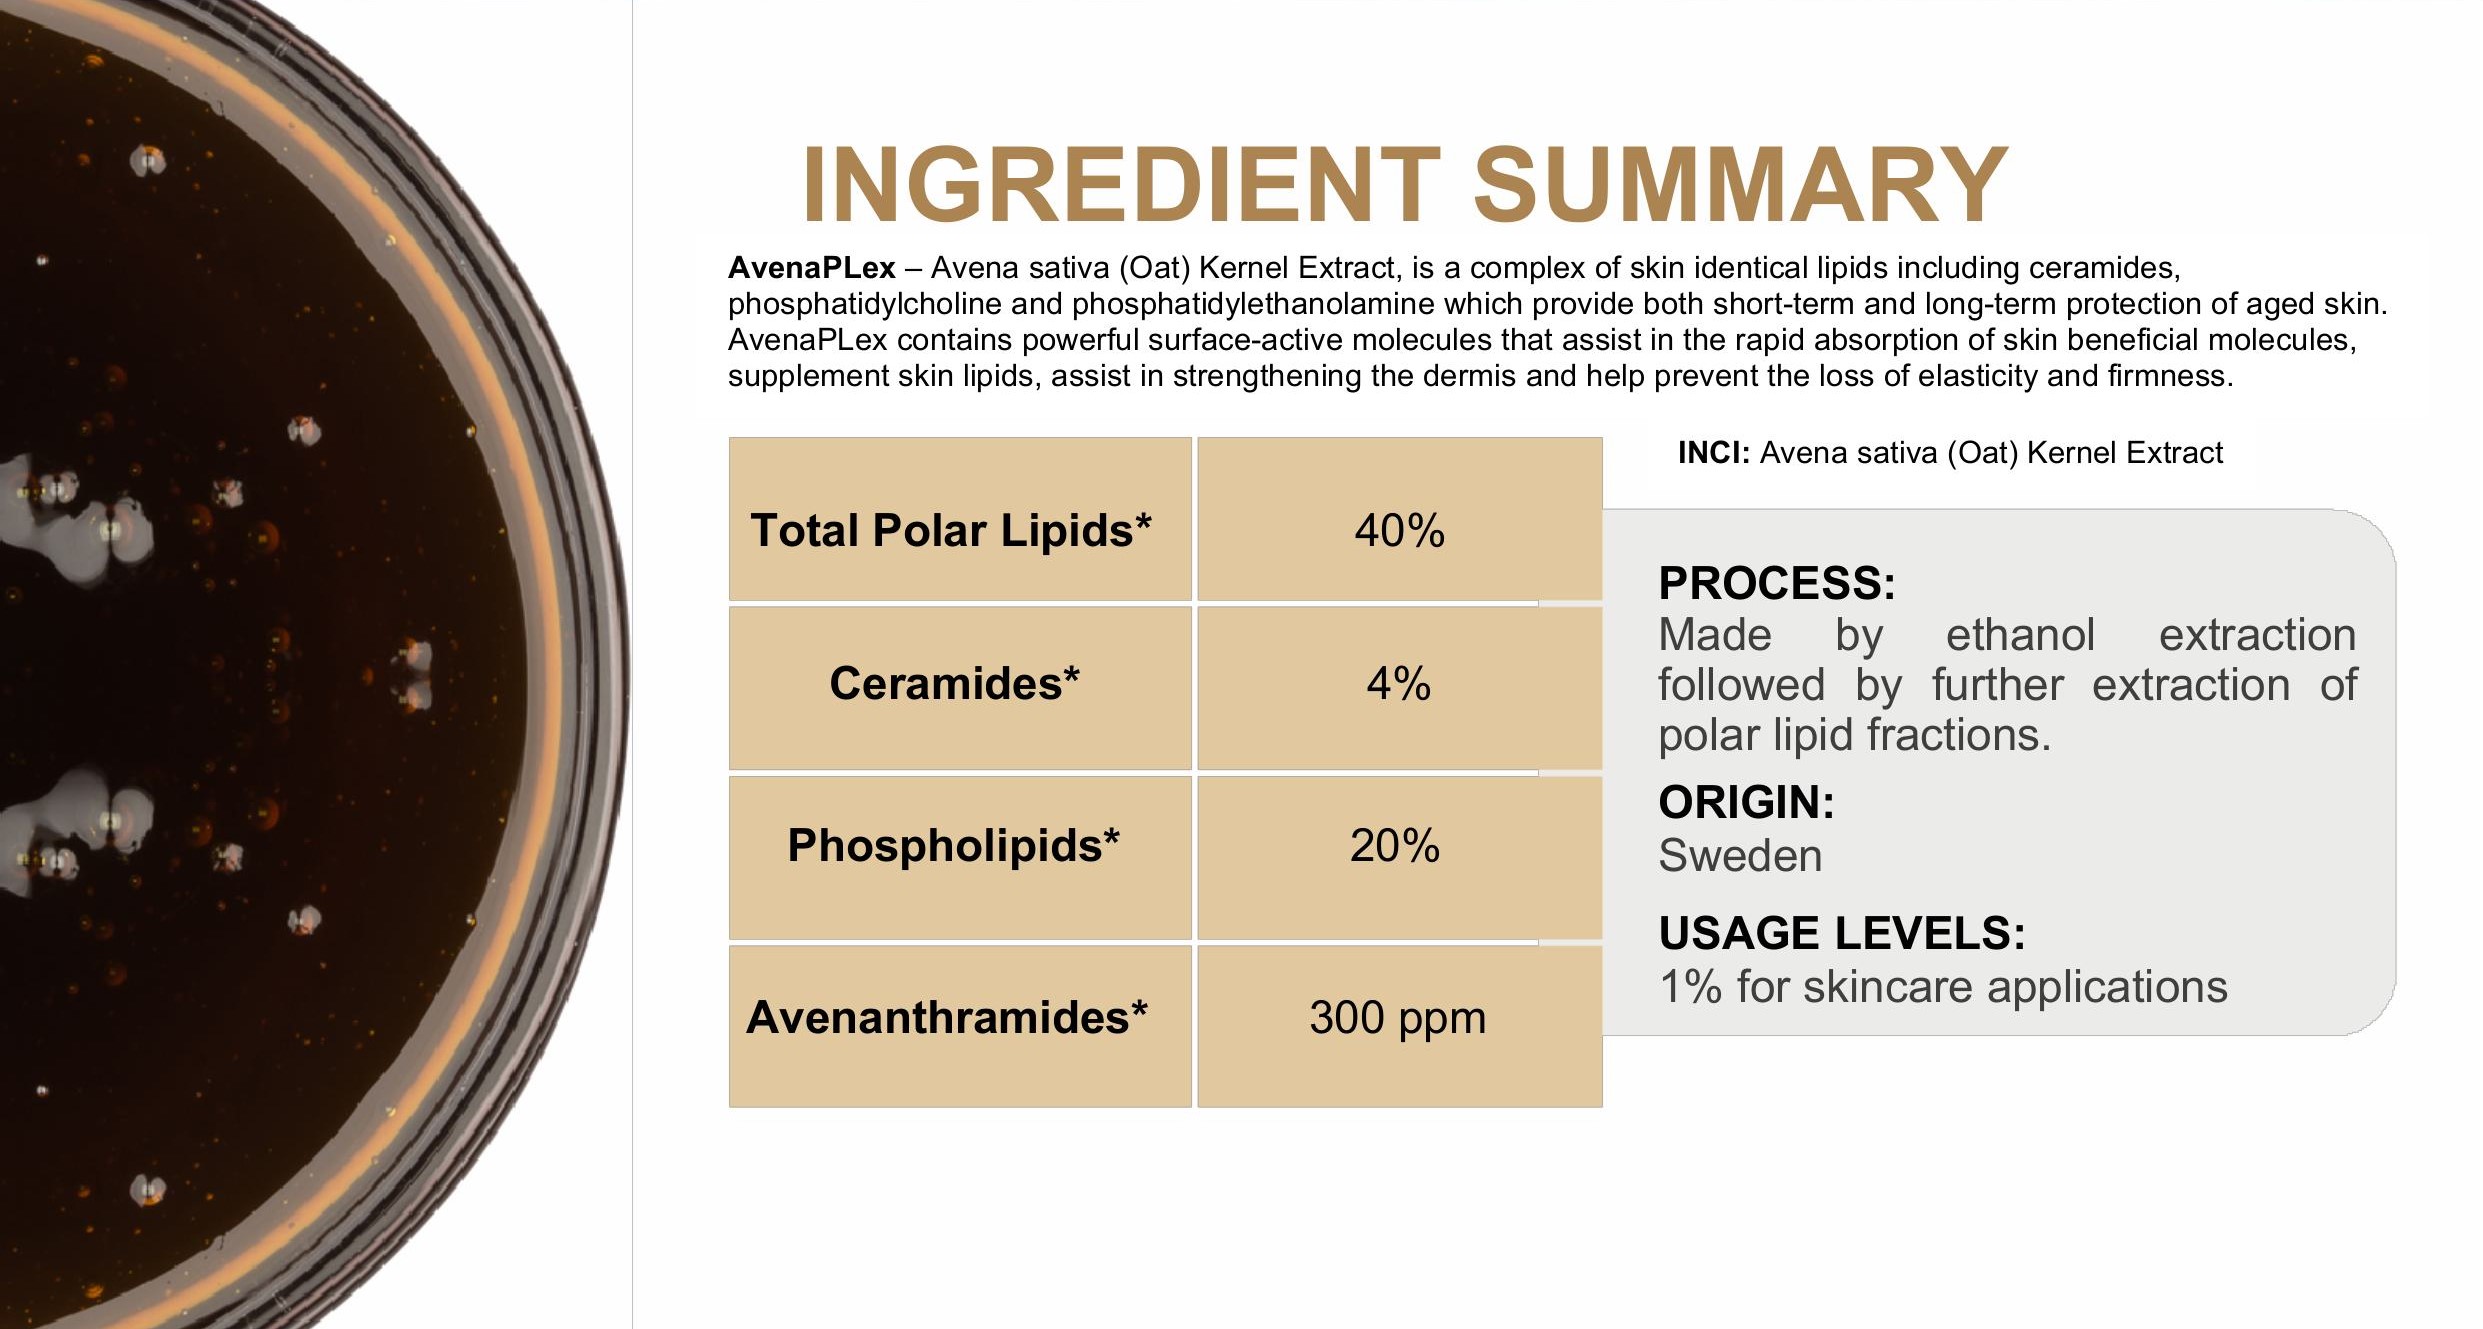 INGREDIENT SUMMARY
AvenaPLex – Avena sativa (Oat) Kernel Extract, is a complex of skin identical lipids including ceramides,
phosphatidylcholine and phosphatidylethanolamine which provide both short-term and long-term protection of aged skin.
AvenaPLex contains powerful surface-active molecules that assist in the rapid absorption of skin beneficial molecules,
supplement skin lipids, assist in strengthening the dermis and help prevent the loss of elasticity and firmness.
Total Polar Lipids* 40%
Ceramides* 4%
Phospholipids* 20%
Avenanthramides* 300 ppm
INCI: Avena sativa (Oat) Kernel Extract
PROCESS:
Made by ethanol extraction
followed by further extraction of
polar lipid fractions.
ORIGIN:
Sweden
USAGE LEVELS:
1% for skincare applications